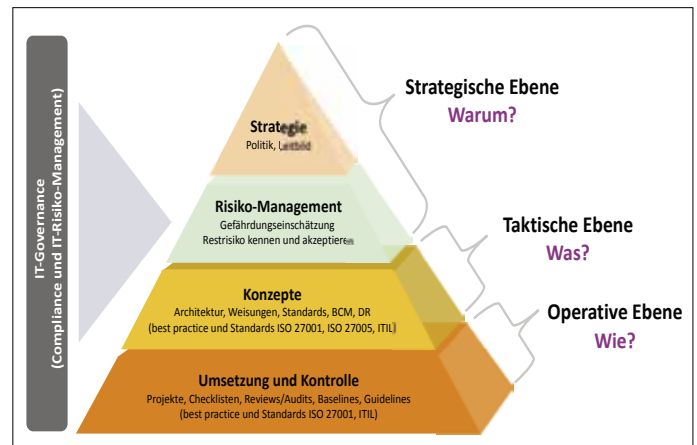 IT-Governance
(Compliance und IT-Risiko-Management)
Strategie
Politik, Leitbild
Risiko-Management
Gefährdungseinschätzung
Restrisiko kennen und akzeptieren
Konzepte
Architektur, Weisungen, Standards, BCM, DR
(best practice und Standards ISO 27001, ISO 27005, ITIL)
Umsetzung und Kontrolle
Projekte, Checklisten, Reviews/Audits, Baselines, Guidelines
(best practice und Standards ISO 27001, ITIL)
Strategische Ebene
Warum?
Taktische Ebene
Was?
Operative Ebene
Wie?